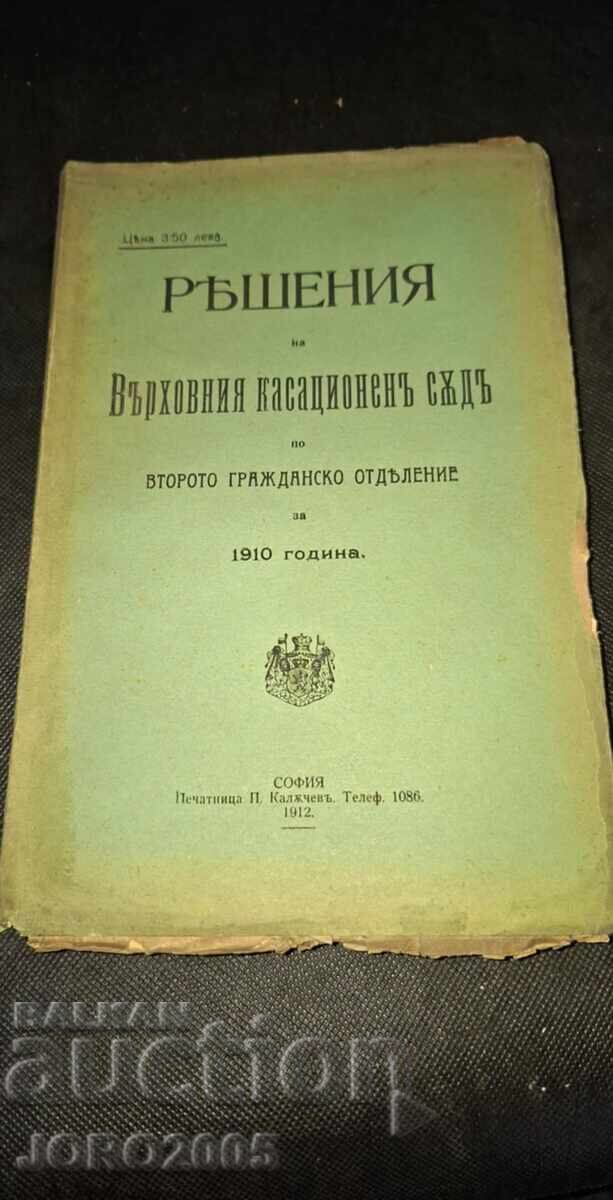 Цѣна 3·50 лева.
РѢШЕНИЯ
на
Върховния касационенъ сѫдъ
по
ВТОРОТО ГРАЖДАНСКО ОТДѢЛЕНИЕ
за
1910 година.
СОФИЯ
Печатница П. Калѫчевъ. Телеф. 1086.
1912.
BALKAN
auction
JORO2005